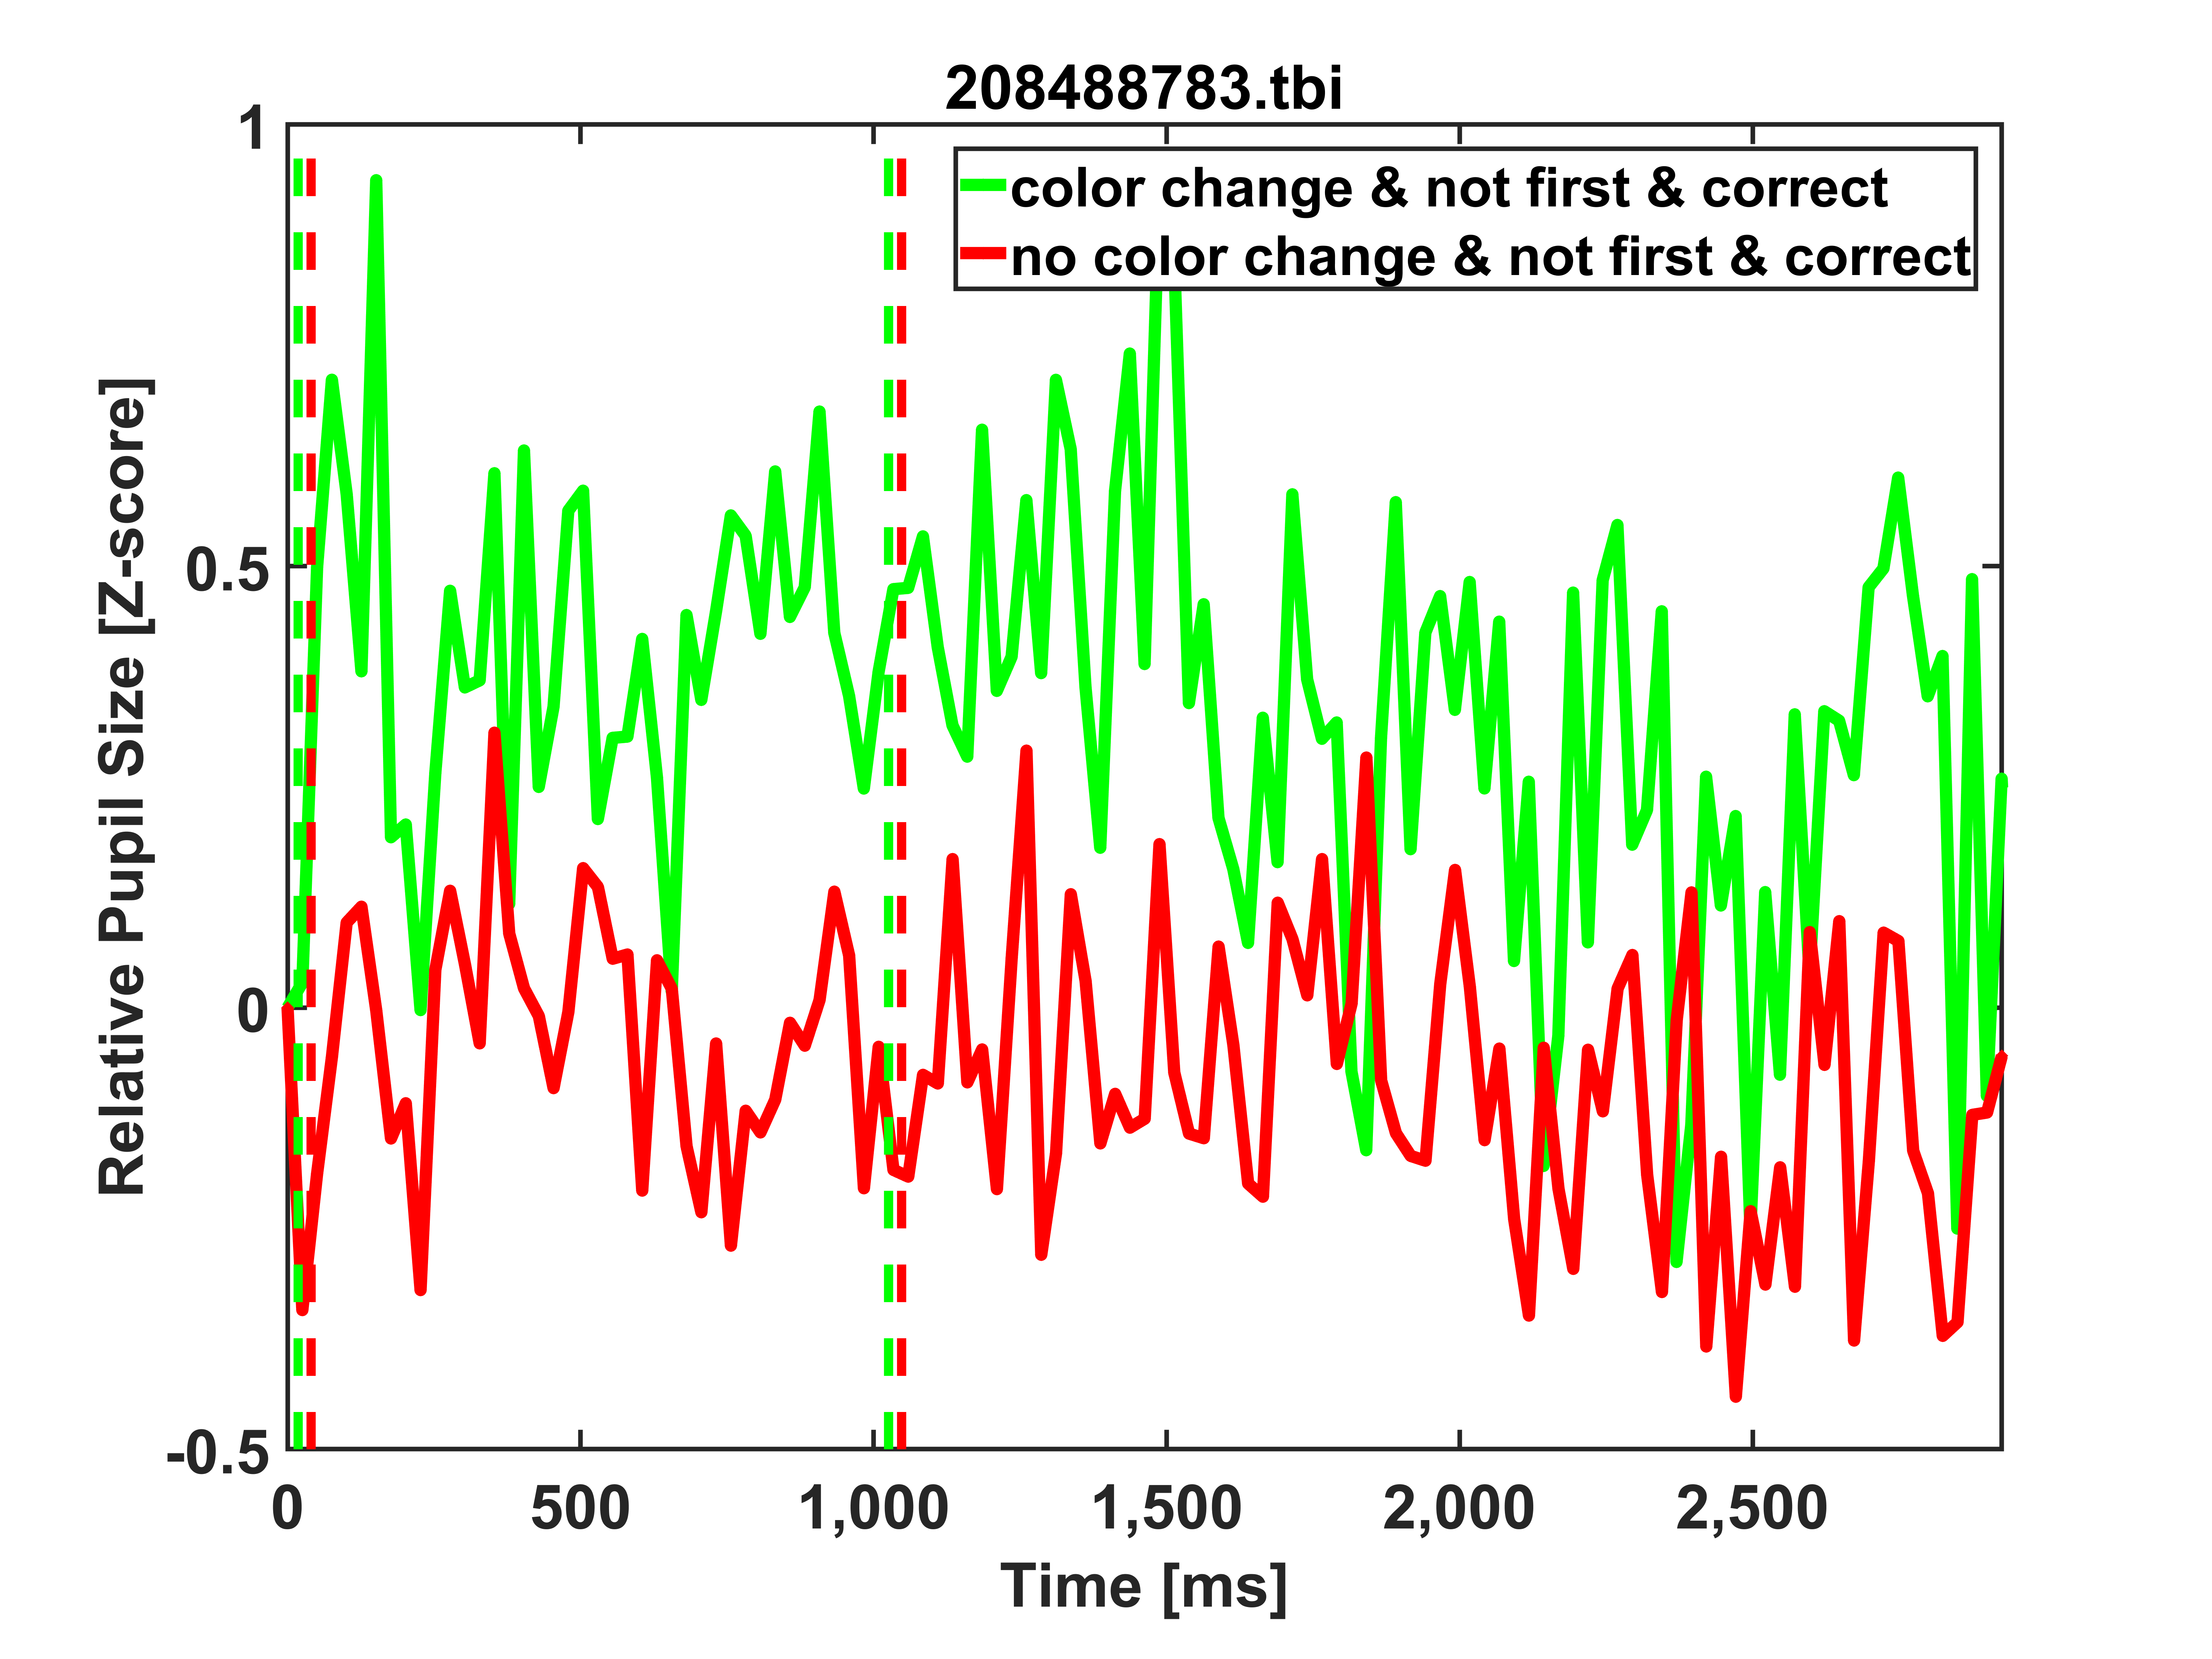 208488783.tbi
1
color change & not first & correct
no color change & not first & correct
0.5
0
-0.5
Relative Pupil Size [Z-score]
0 500 1,000 1,500 2,000 2,500
Time [ms]